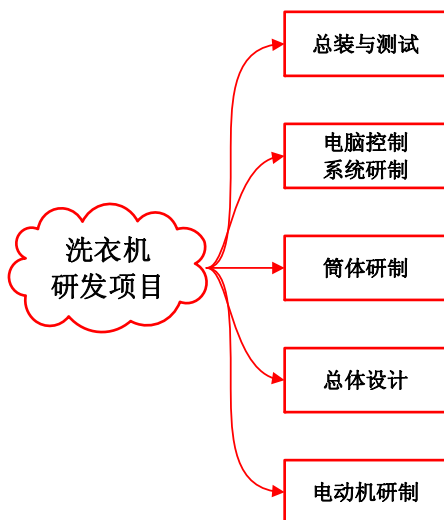 总装与测试
电脑控制
系统研制
洗衣机
研发项目
筒体研制
总体设计
电动机研制